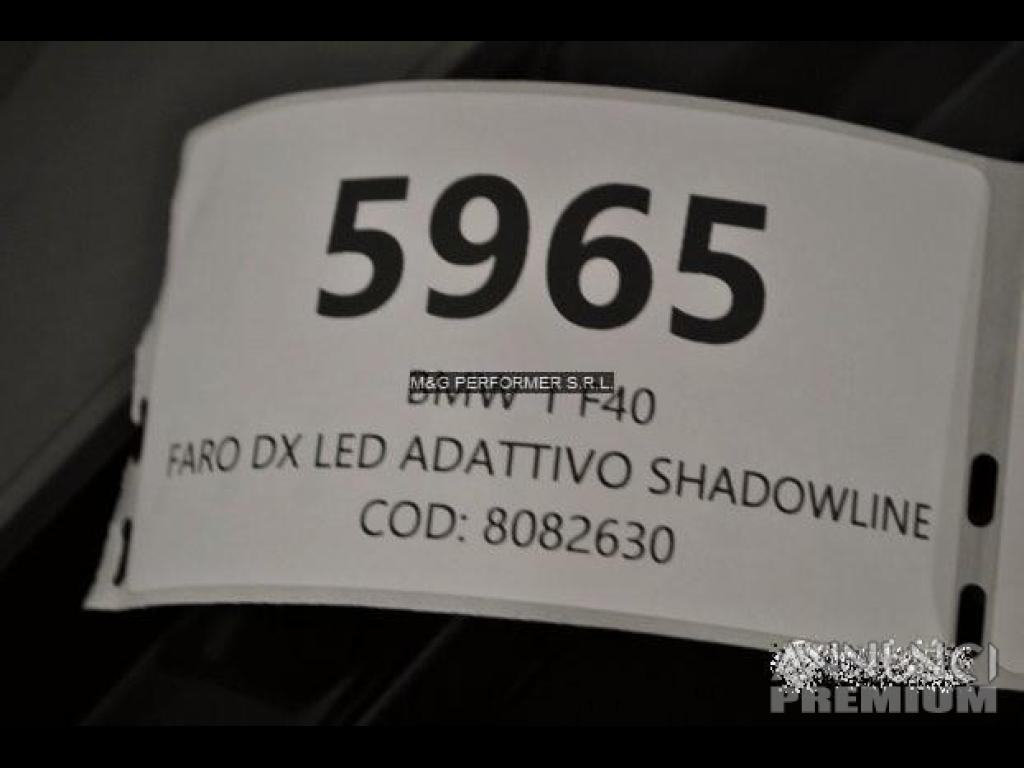 5965
M&G PERFORMER S.R.L.
BMW 1 F40
FARO DX LED ADATTIVO SHADOWLINE
COD: 8082630
PREMIUM